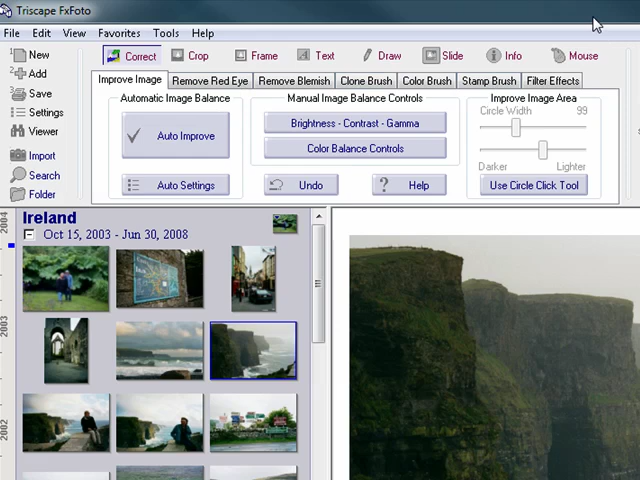 Triscape FxFoto
File Edit View Favorites Tools Help
New
Add
Save
Settings
Viewer
Import
Search
Folder
Correct Crop Frame Text Draw Slide Info Mouse
Improve Image Remove Red Eye Remove Blemish Clone Brush Color Brush Stamp Brush Filter Effects
Automatic Image Balance
Auto Improve
Auto Settings
Manual Image Balance Controls
Brightness - Contrast - Gamma
Color Balance Controls
Undo
? Help
Improve Image Area
Circle Width 99
Darker Lighter
Use Circle Click Tool
2004
2003
2002
Ireland
Oct 15, 2003 - Jun 30, 2008